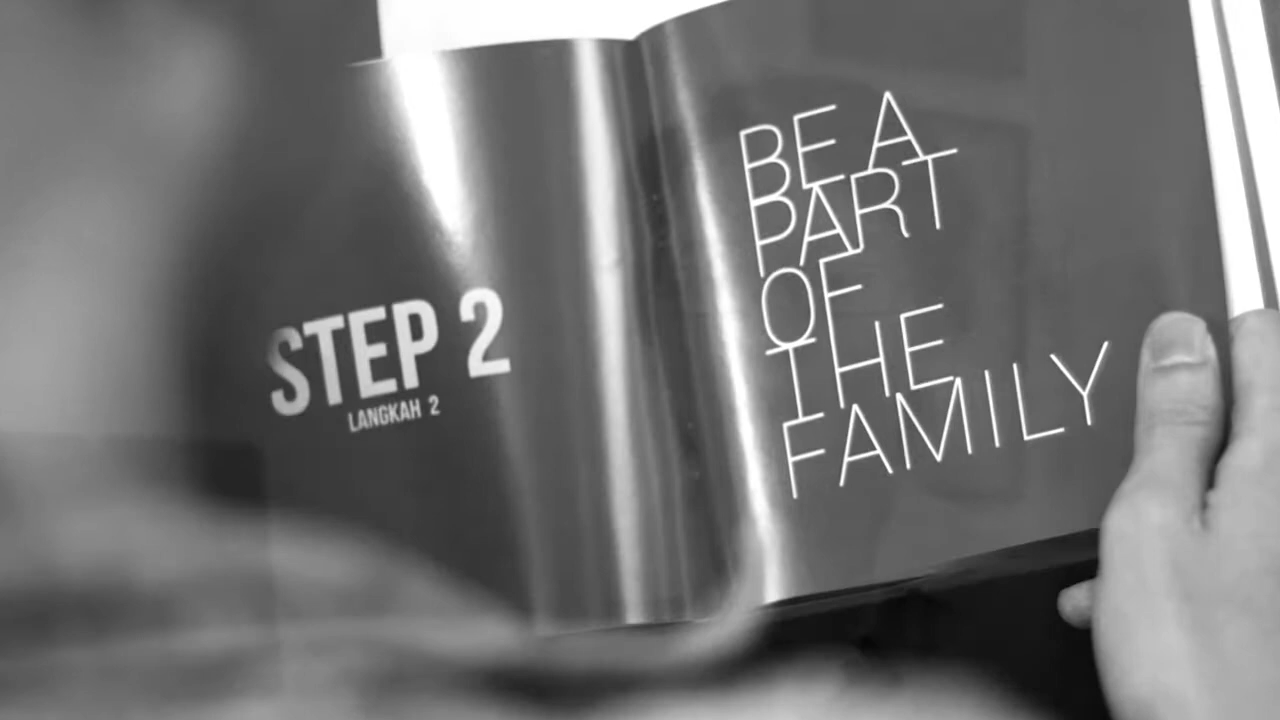 STEP 2
LANGKAH 2
BE A
PART
OF
THE
FAMILY